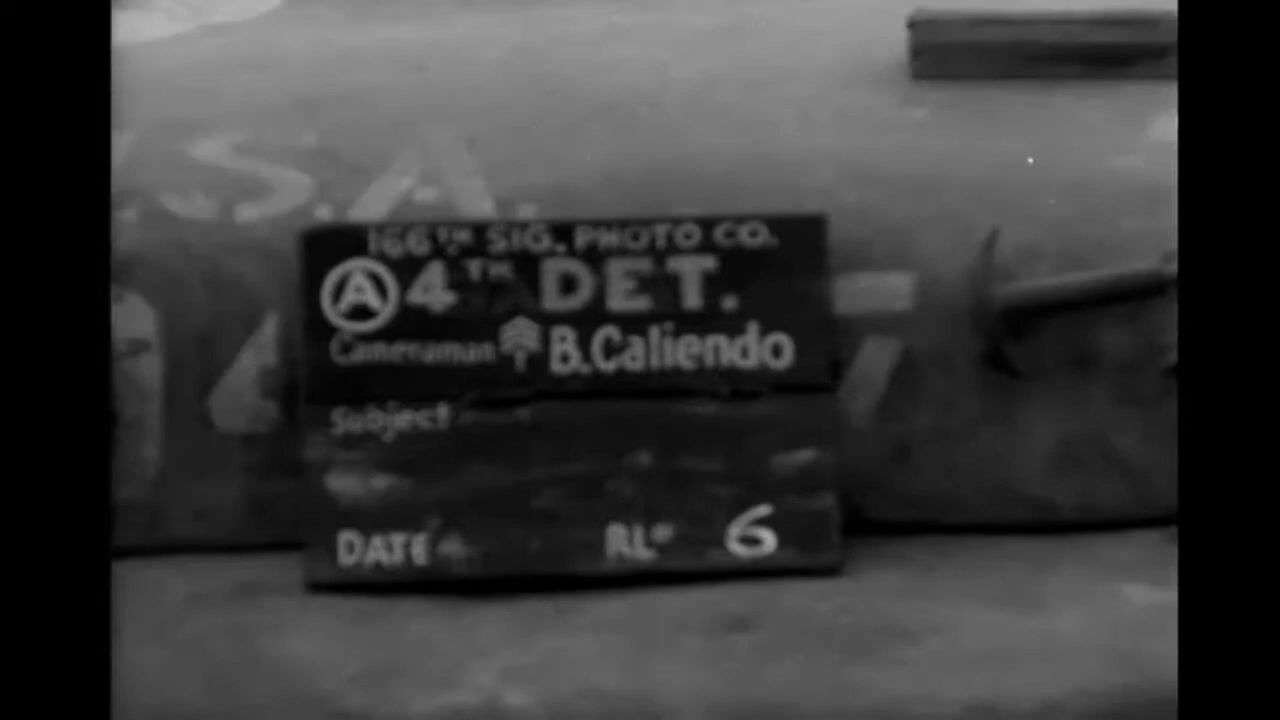 .S.A.
166TH SIG. PHOTO CO.
A 4TH DET.
Cameraman B. Caliendo
Subject
DATE RL# 6